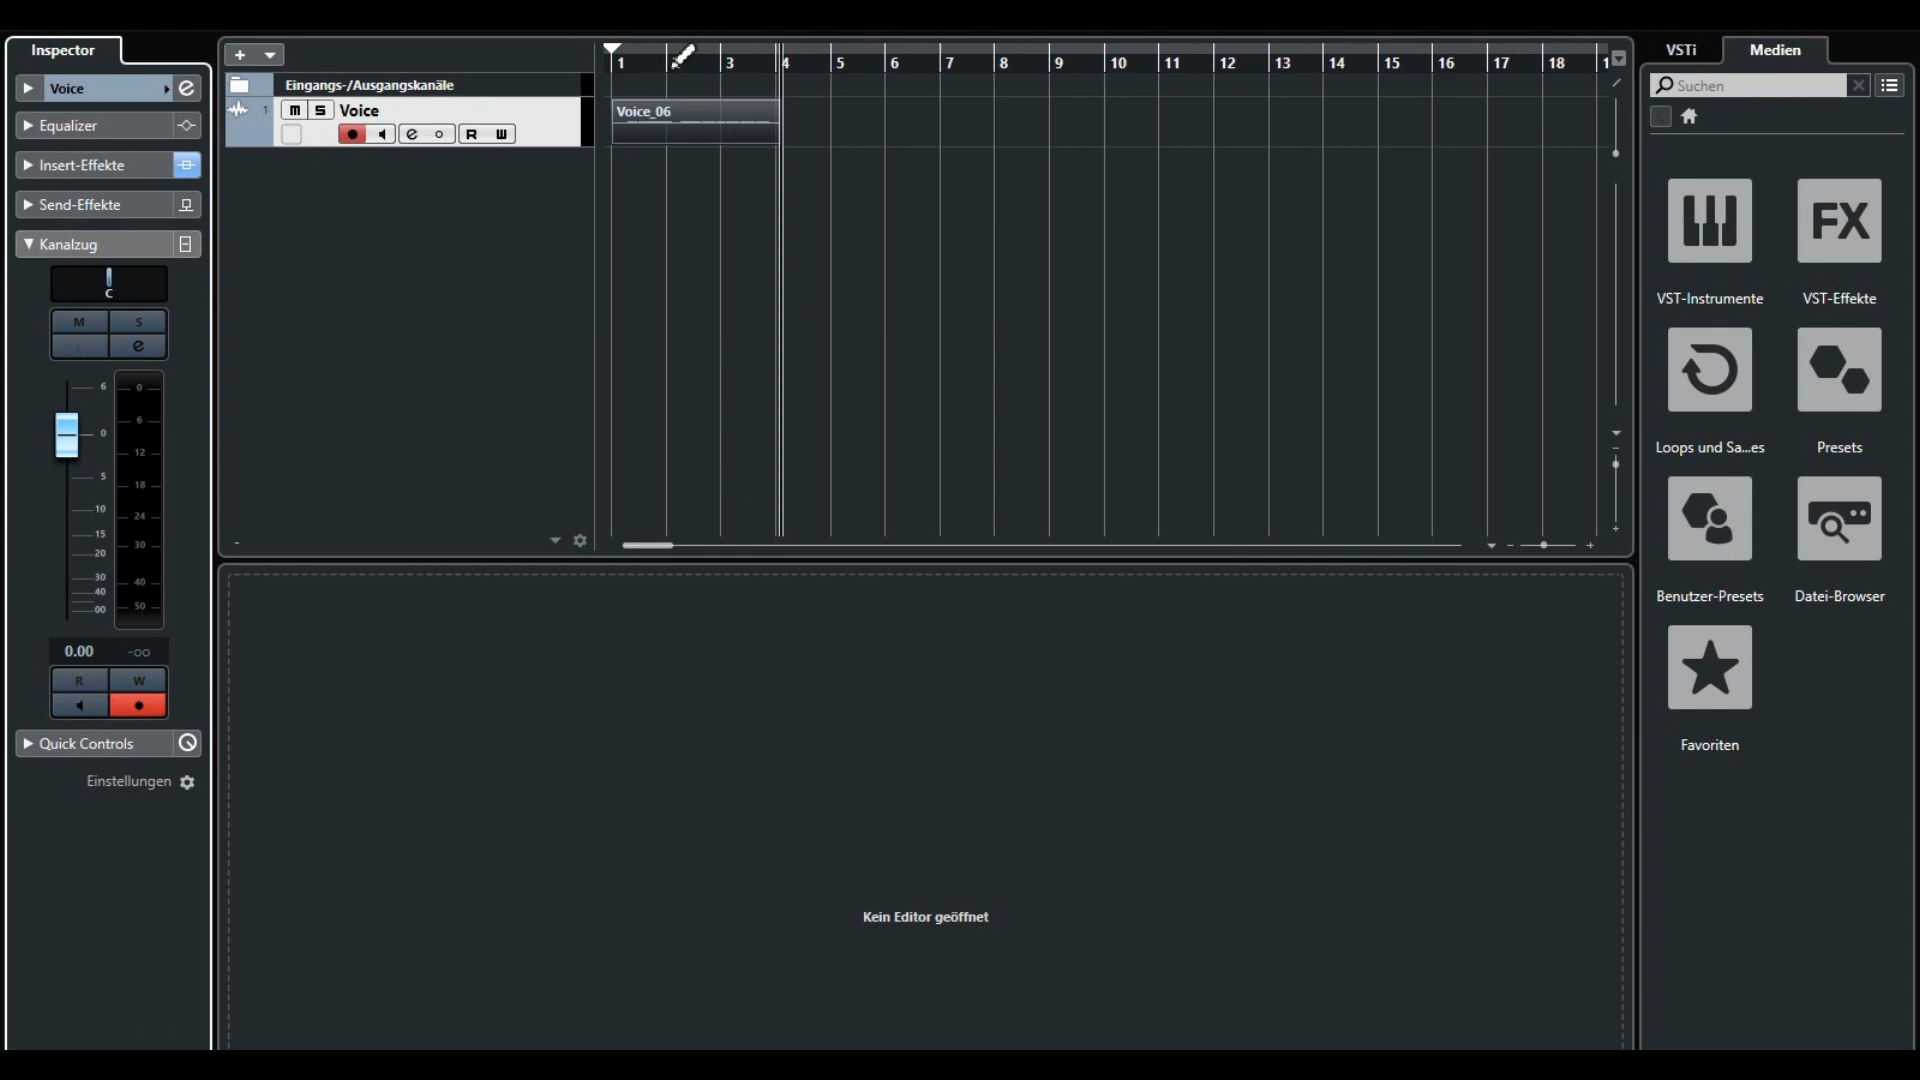 Inspector
Voice
Equalizer
Insert-Effekte
Send-Effekte
Kanalzug
C
M S
e
6 0
6
0
12
5 18
10 24
15
20 30
30
40 40
00 50
0.00 -oo
R W
Quick Controls
Einstellungen
+
Eingangs-/Ausgangskanäle
1 m S Voice
e o R W
1 3 4 5 6 7 8 9 10 11 12 13 14 15 16 17 18 1
Voice_06
- +
Kein Editor geöffnet
VSTi Medien
Suchen
FX
VST-Instrumente VST-Effekte
Loops und Sa...es Presets
Benutzer-Presets Datei-Browser
Favoriten